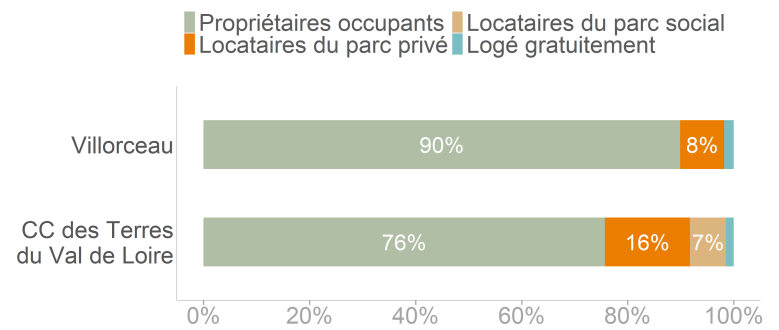 Propriétaires occupants Locataires du parc social
Locataires du parc privé Logé gratuitement
Villorceau 90% 8%
CC des Terres
du Val de Loire 76% 16% 7%
0% 20% 40% 60% 80% 100%